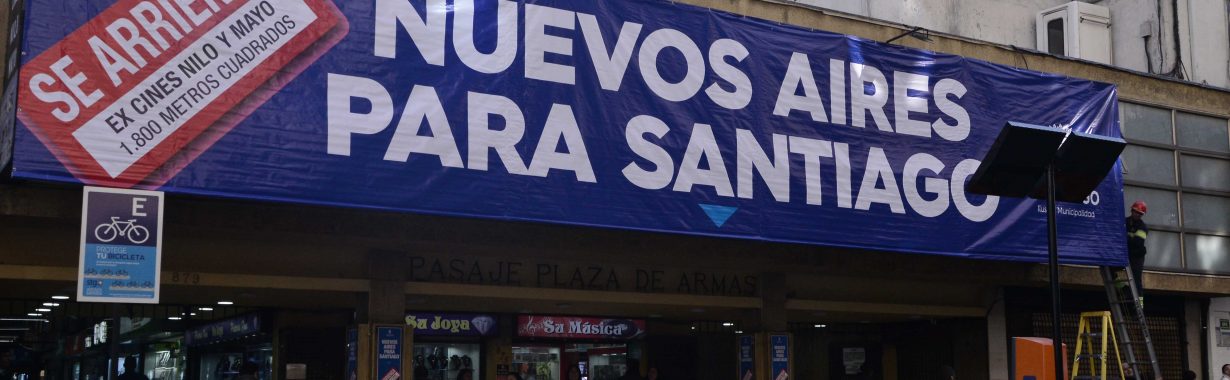 SE ARRIENDA
EX CINES NILO Y MAYO
1.800 METROS CUADRADOS
NUEVOS AIRES
PARA SANTIAGO
Municipalidad
E
PROTEGE
TU BICICLETA
879
PASAJE PLAZA DE ARMAS
Su Joya
Su Música